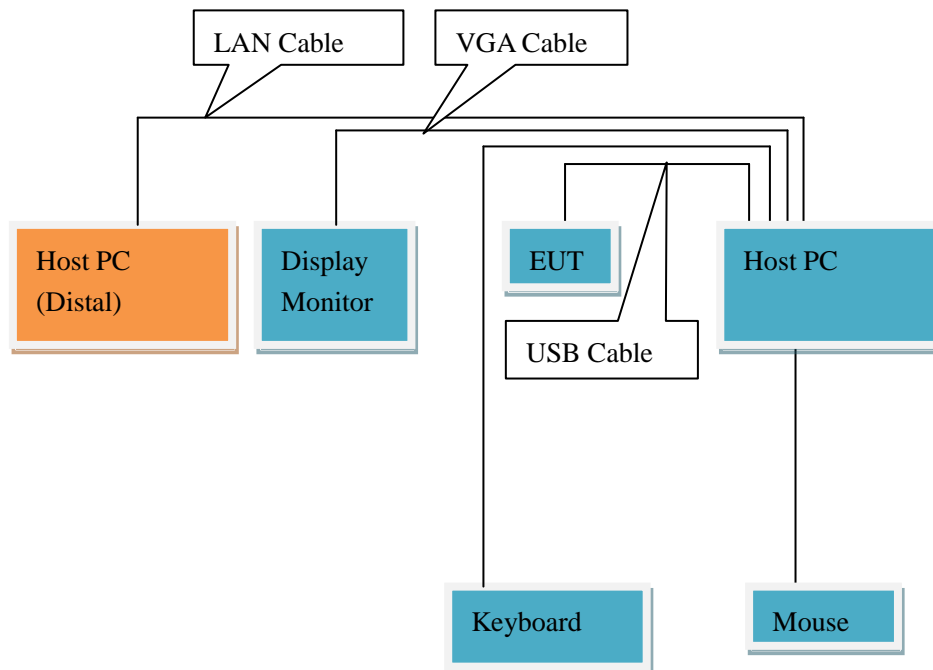 LAN Cable
VGA Cable
Host PC
(Distal)
Display
Monitor
EUT
Host PC
USB Cable
Keyboard
Mouse